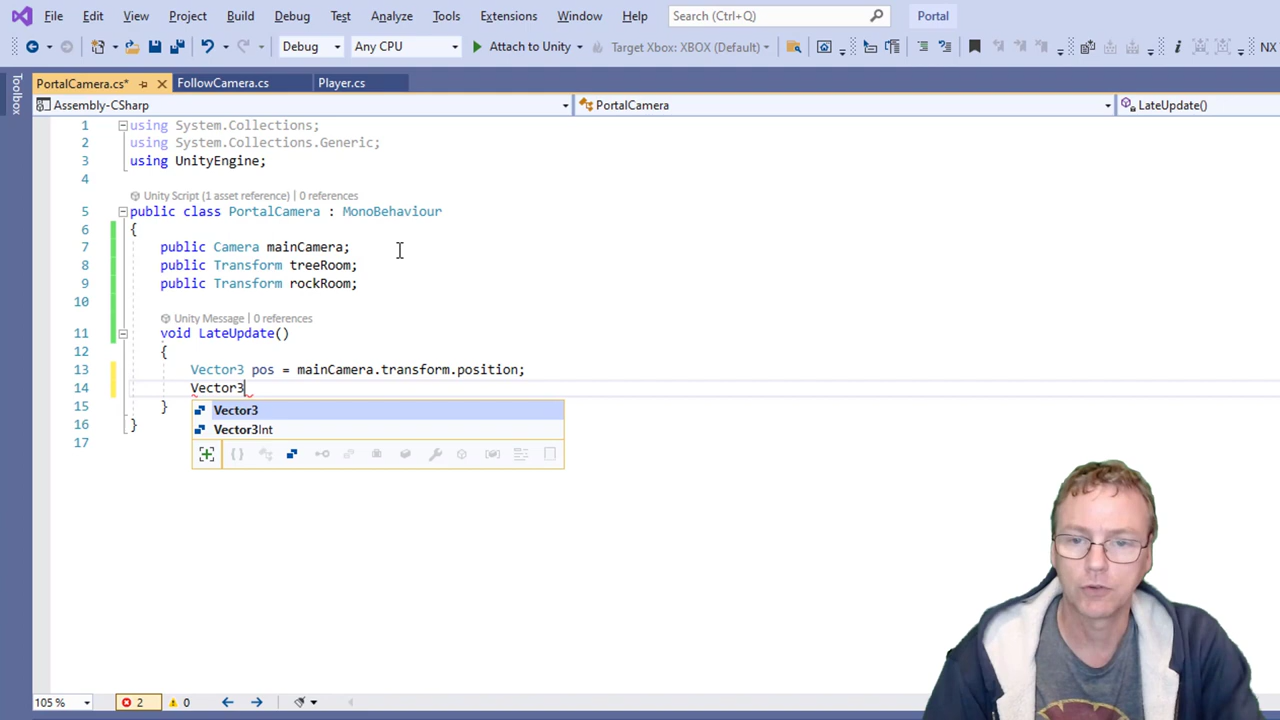 File Edit View Project Build Debug Test Analyze Tools Extensions Window Help Search (Ctrl+Q) Portal
Debug Any CPU Attach to Unity Target Xbox: XBOX (Default) NX
PortalCamera.cs* FollowCamera.cs Player.cs
Toolbox
Assembly-CSharp PortalCamera LateUpdate()
1 using System.Collections;
2 using System.Collections.Generic;
3 using UnityEngine;
4
Unity Script (1 asset reference) | 0 references
5 public class PortalCamera : MonoBehaviour
6 {
7 public Camera mainCamera;
8 public Transform treeRoom;
9 public Transform rockRoom;
10
Unity Message | 0 references
11 void LateUpdate()
12 {
13 Vector3 pos = mainCamera.transform.position;
14 Vector3
15 }
Vector3
16 }
Vector3Int
17
105 % 2 0